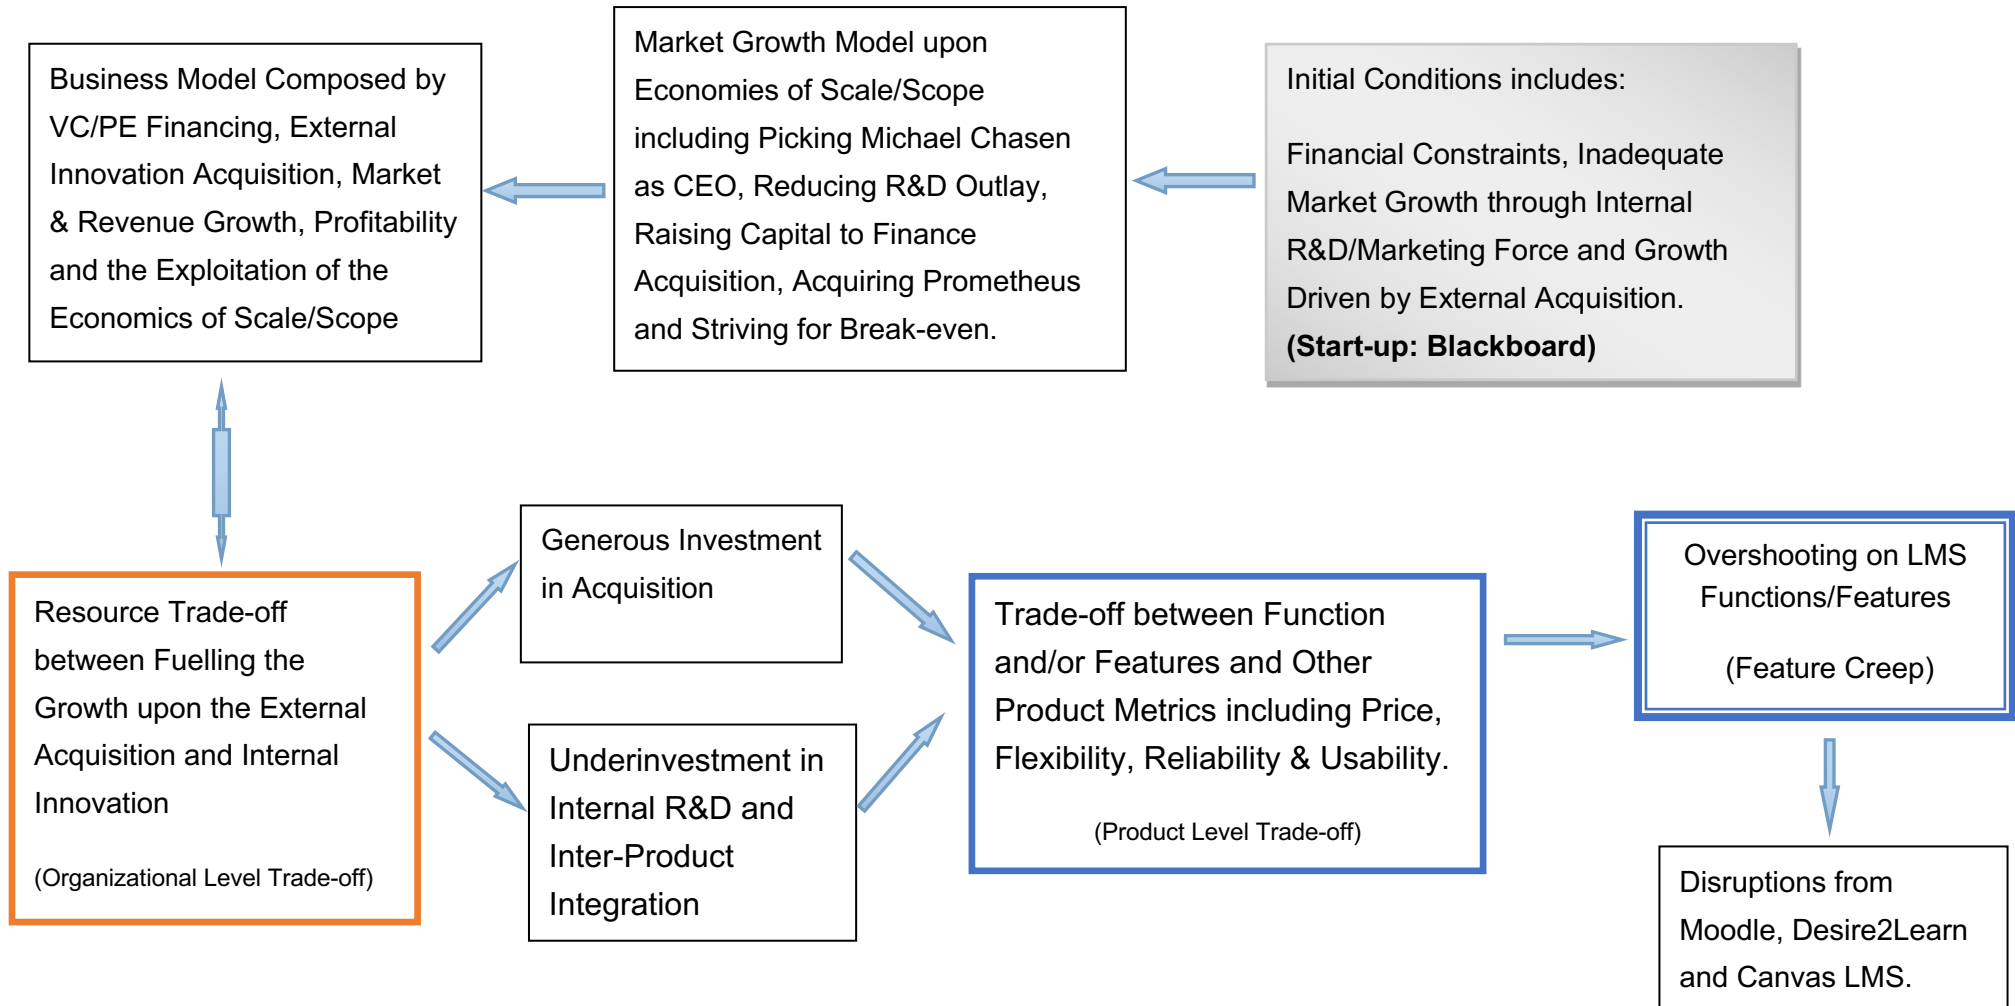 Business Model Composed by
VC/PE Financing, External
Innovation Acquisition, Market
& Revenue Growth, Profitability
and the Exploitation of the
Economics of Scale/Scope
Market Growth Model upon
Economies of Scale/Scope
including Picking Michael Chasen
as CEO, Reducing R&D Outlay,
Raising Capital to Finance
Acquisition, Acquiring Prometheus
and Striving for Break-even.
Initial Conditions includes:
Financial Constraints, Inadequate
Market Growth through Internal
R&D/Marketing Force and Growth
Driven by External Acquisition.
(Start-up: Blackboard)
Resource Trade-off
between Fuelling the
Growth upon the External
Acquisition and Internal
Innovation
(Organizational Level Trade-off)
Generous Investment
in Acquisition
Underinvestment in
Internal R&D and
Inter-Product
Integration
Trade-off between Function
and/or Features and Other
Product Metrics including Price,
Flexibility, Reliability & Usability.
(Product Level Trade-off)
Overshooting on LMS
Functions/Features
(Feature Creep)
Disruptions from
Moodle, Desire2Learn
and Canvas LMS.